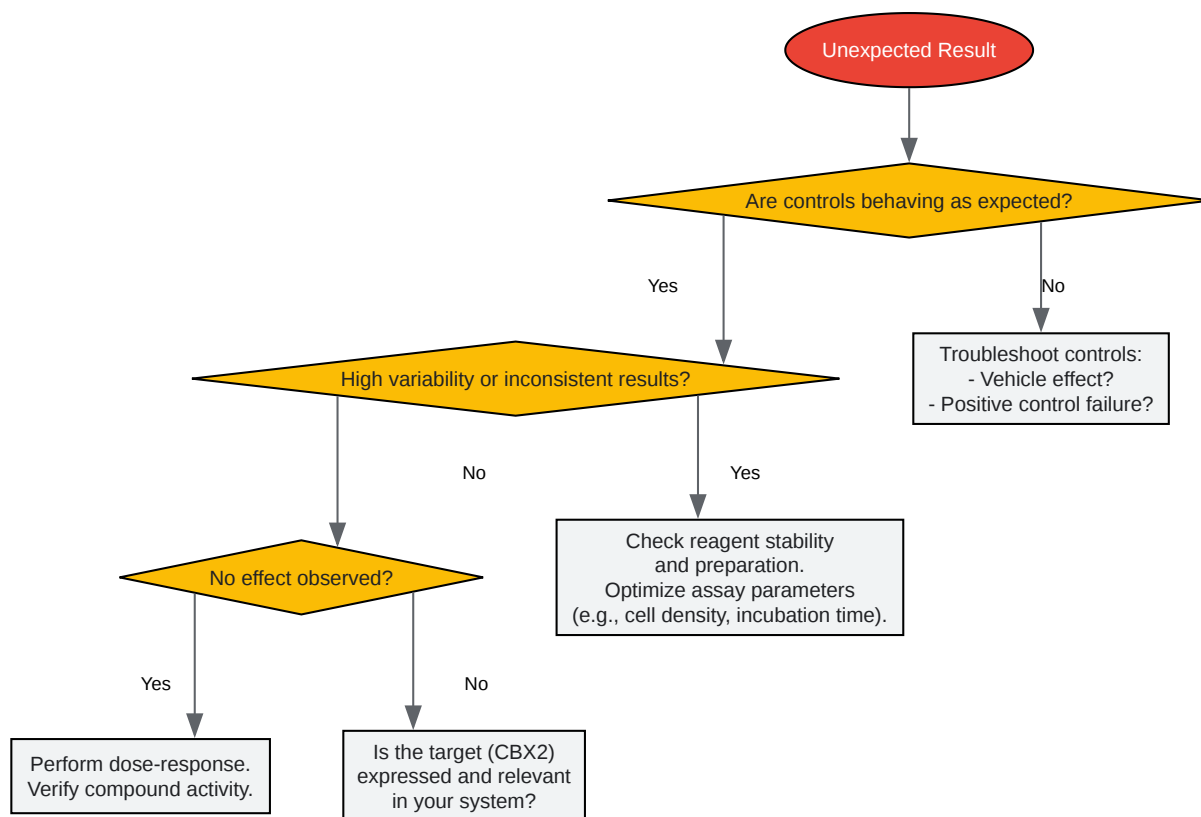 Unexpected Result
Are controls behaving as expected?
Yes
No
Troubleshoot controls:
- Vehicle effect?
- Positive control failure?
High variability or inconsistent results?
No
Yes
Check reagent stability
and preparation.
Optimize assay parameters
(e.g., cell density, incubation time).
No effect observed?
Yes
No
Perform dose-response.
Verify compound activity.
Is the target (CBX2)
expressed and relevant
in your system?